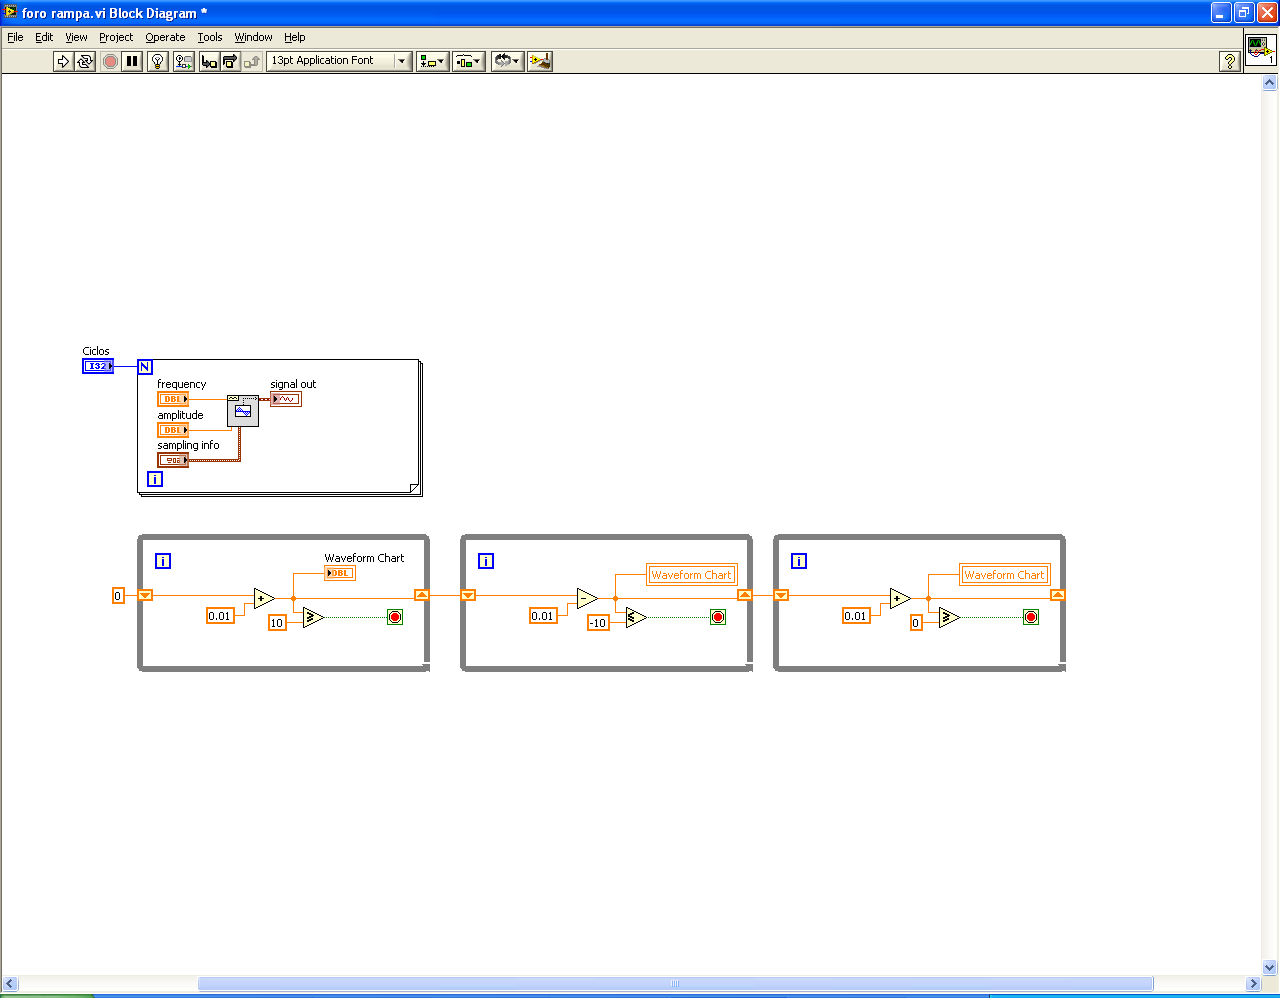 foro rampa.vi Block Diagram *
File Edit View Project Operate Tools Window Help
13pt Application Font
?
1
Ciclos
I32
N
frequency
DBL
signal out
amplitude
DBL
sampling info
i
i
Waveform Chart
DBL
0
0.01
+
10
≥
i
Waveform Chart
0.01
-
-10
≤
i
Waveform Chart
0.01
+
0
≥